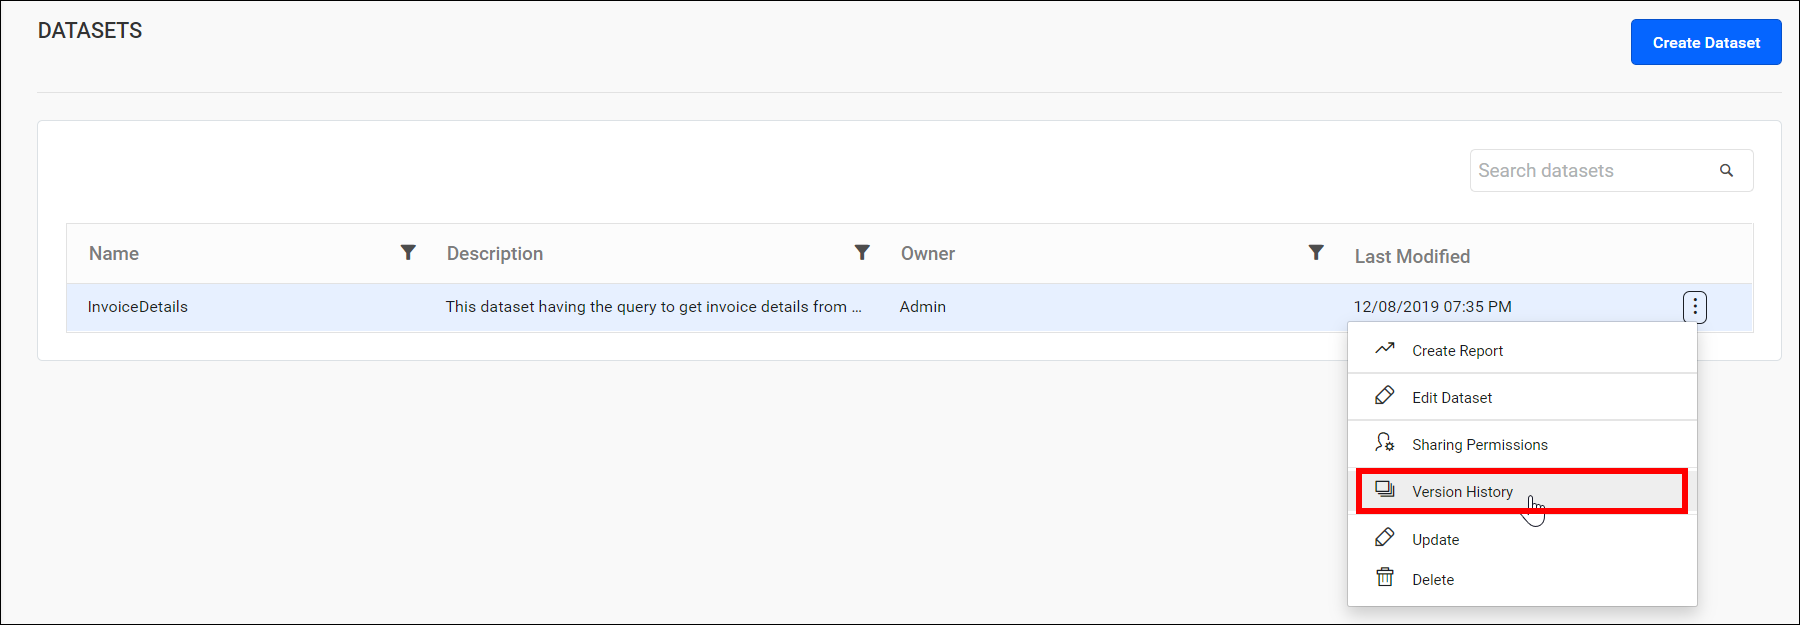 DATASETS
Create Dataset
Search datasets
Name Description Owner Last Modified
InvoiceDetails This dataset having the query to get invoice details from ... Admin 12/08/2019 07:35 PM
Create Report
Edit Dataset
Sharing Permissions
Version History
Update
Delete